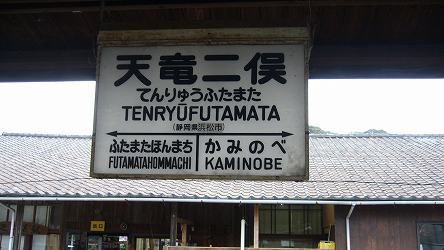 天竜二俣
てんりゅうふたまた
TENRYŪFUTAMATA
(静岡県浜松市)
ふたまたほんまち かみのべ
FUTAMATAHOMMACHI KAMINOBE